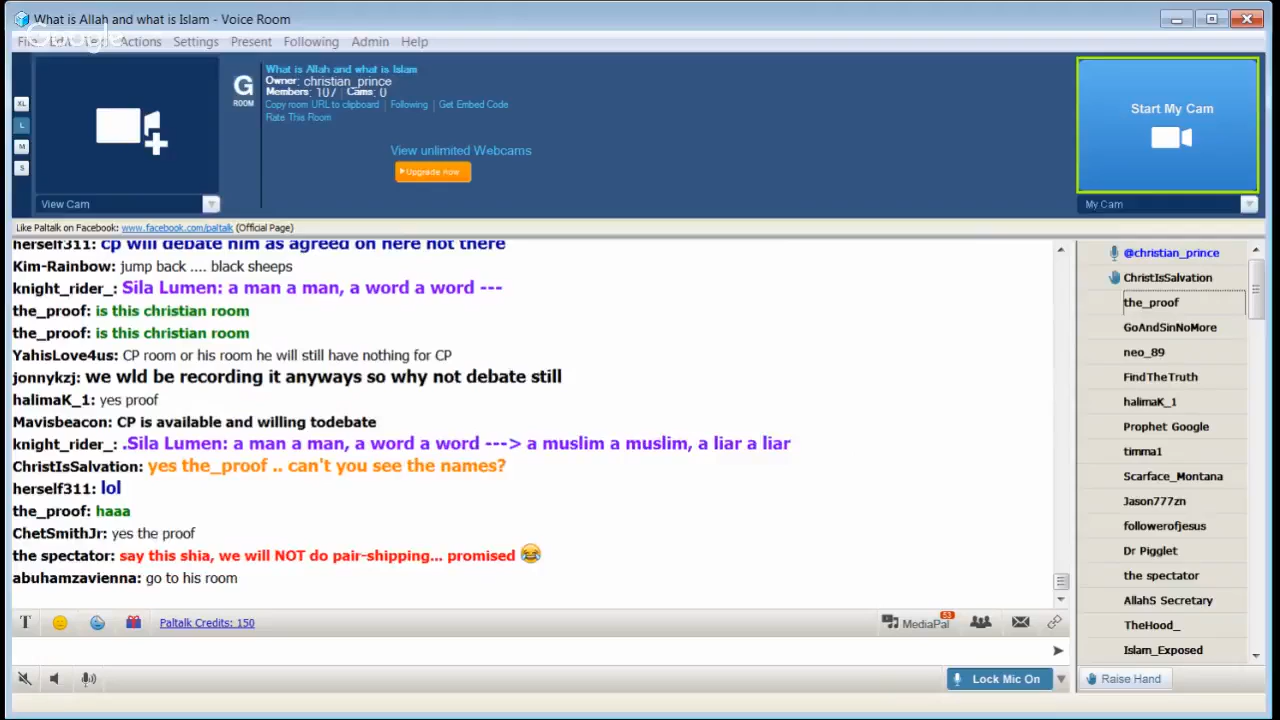 What is Allah and what is Islam - Voice Room
Google
Actions Settings Present Following Admin Help
XL
L
M
S
G
ROOM
What is Allah and what is Islam
Owner: christian_prince
Members: 107 Cams: 0
Copy room URL to clipboard | Following | Get Embed Code
Rate This Room
View unlimited Webcams
Upgrade now
Start My Cam
View Cam
My Cam
Like Paltalk on Facebook: www.facebook.com/paltalk (Official Page)
herself311: cp will debate him as agreed on here not there
Kim-Rainbow: jump back .... black sheeps
knight_rider_: Sila Lumen: a man a man, a word a word ---
the_proof: is this christian room
the_proof: is this christian room
YahisLove4us: CP room or his room he will still have nothing for CP
jonnykzj: we wld be recording it anyways so why not debate still
halimaK_1: yes proof
Mavisbeacon: CP is available and willing todebate
knight_rider_: .Sila Lumen: a man a man, a word a word ---> a muslim a muslim, a liar a liar
ChristIsSalvation: yes the_proof .. can't you see the names?
herself311: lol
the_proof: haaa
ChetSmithJr: yes the proof
the spectator: say this shia, we will NOT do pair-shipping... promised 😂
abuhamzavienna: go to his room
@christian_prince
ChristIsSalvation
the_proof
GoAndSinNoMore
neo_89
FindTheTruth
halimaK_1
Prophet Google
timma1
Scarface_Montana
Jason777zn
followerofjesus
Dr Pigglet
the spectator
AllahS Secretary
TheHood_
Islam_Exposed
T
Paltalk Credits: 150
MediaPal
53
Lock Mic On
Raise Hand